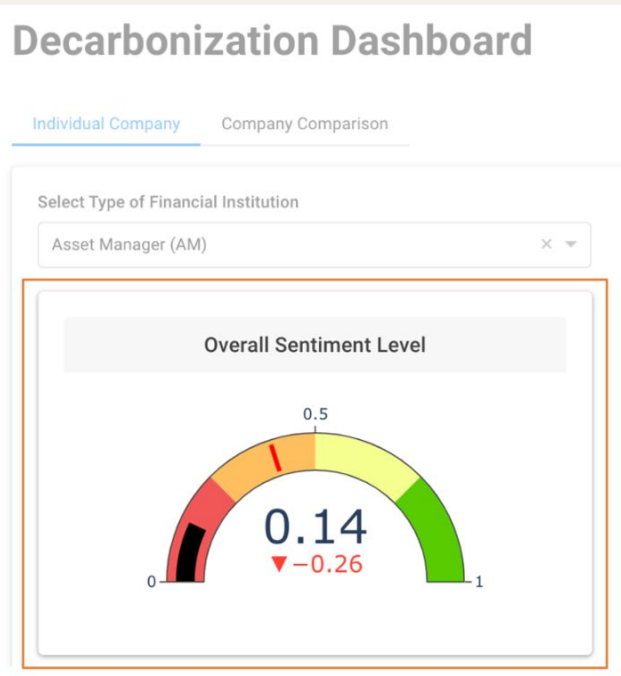 Decarbonization Dashboard
Individual Company Company Comparison
Select Type of Financial Institution
Asset Manager (AM)
Overall Sentiment Level
0.5
0.14
▼−0.26
0 1